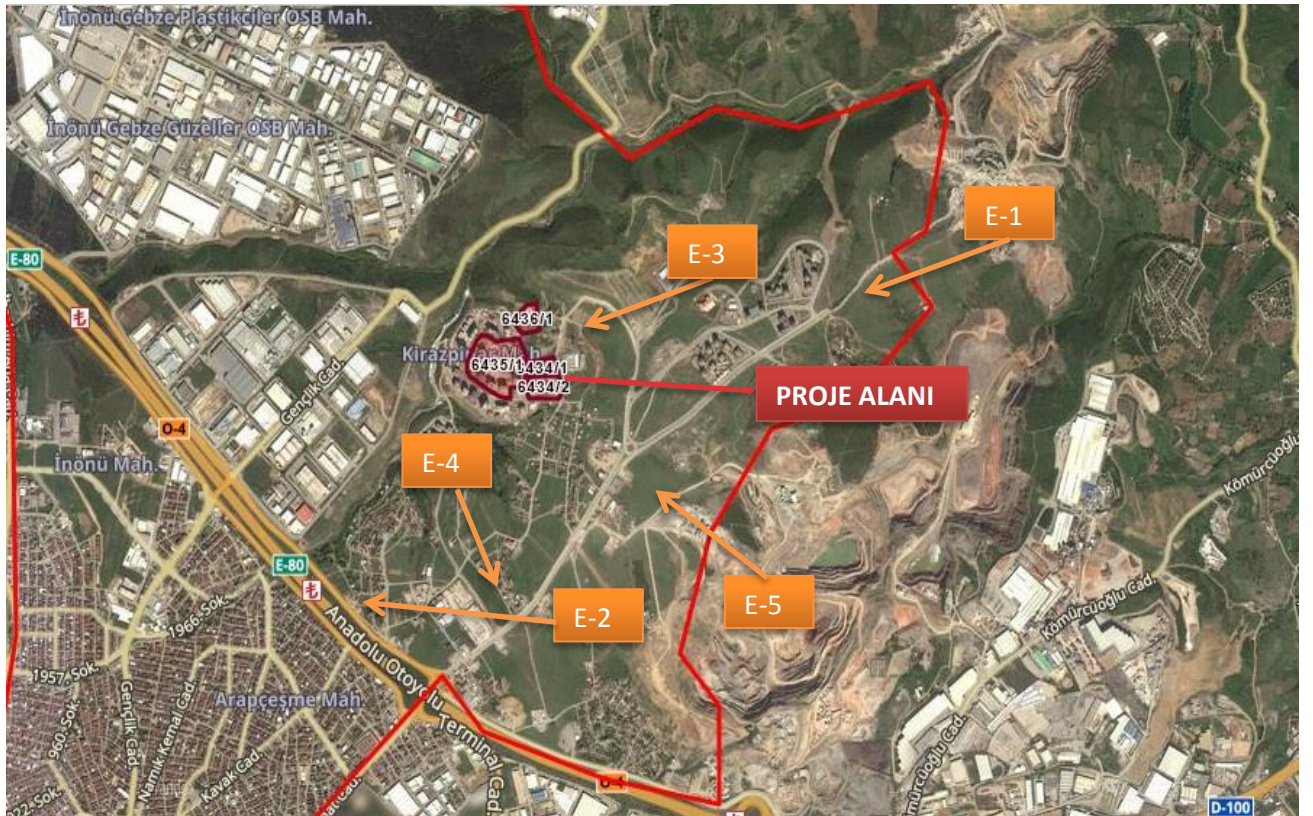 İnönü Gebze Plastikçiler OSB Mah.
İnönü Gebze Güzeller OSB Mah.
E-1
E-3
E-80
6436/1
Kirazpınar Mah.
6435/1
6434/2
PROJE ALANI
Gençlik Cad.
O-4
İnönü Mah.
E-4
Kömürcüoğlu Cad.
E-80
E-5
E-2
1966. Sok.
Anadolu Otoyolu
Kömürcüoğlu Cad.
1957. Sok.
Arapçeşme Mah.
Gençlik Cad.
Namık Kemal Cad.
960. Sok.
Kavak Cad.
Terminal Cad.
O-4
D-100